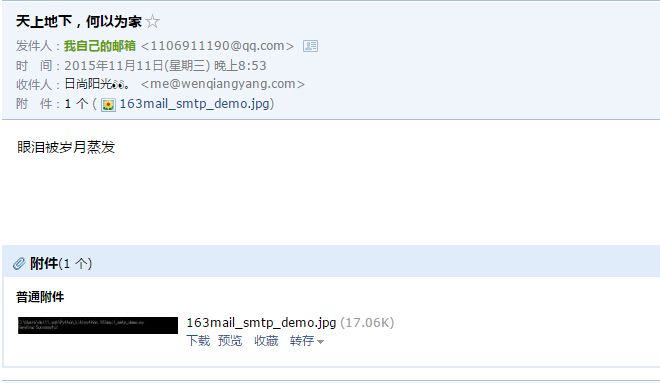 天上地下，何以为家
发件人：我自己的邮箱 <1106911190@qq.com>
时 间：2015年11月11日(星期三) 晚上8:53
收件人：日尚阳光👀。 <me@wenqiangyang.com>
附 件：1 个 ( 163mail_smtp_demo.jpg)
眼泪被岁月蒸发
附件(1 个)
普通附件
163mail_smtp_demo.jpg (17.06K)
下载 预览 收藏 转存